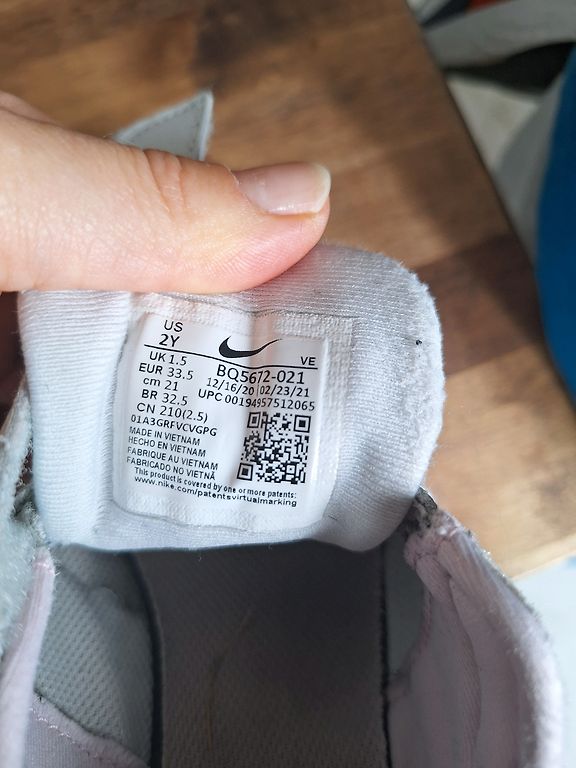 US
2Y
VE
UK 1.5
BQ5672-021
EUR 33.5
12/16/20 02/23/21
cm 21
UPC 00194957512065
BR 32.5
CN 210(2.5)
01A3GRFVCVGPG
MADE IN VIETNAM
HECHO EN VIETNAM
FABRIQUE AU VIETNAM
FABRICADO NO VIETNÃ
This product is covered by one or more patents:
www.nike.com/patentsvirtualmarking